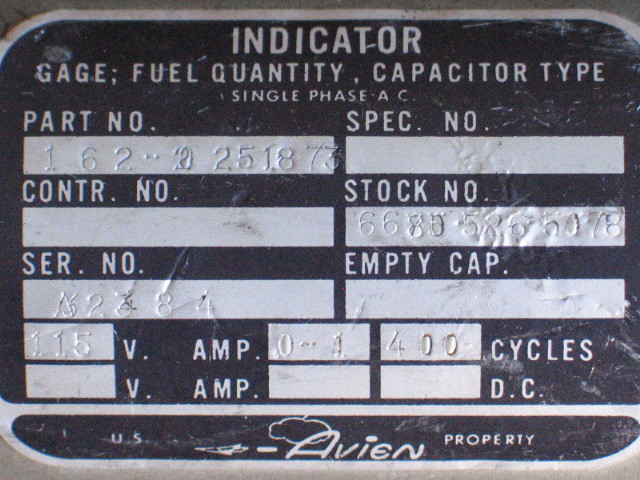 INDICATOR
GAGE; FUEL QUANTITY, CAPACITOR TYPE
SINGLE PHASE A C.
PART NO. SPEC. NO.
CONTR. NO. STOCK NO.
SER. NO. EMPTY CAP.
115 V. AMP. 0-1 400 CYCLES
V. AMP. D.C.
U.S. Avien PROPERTY